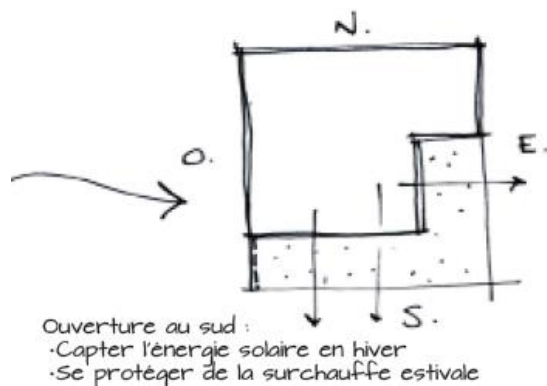 N.
O.
E.
S.
Ouverture au sud :
·Capter l'énergie solaire en hiver
·Se protéger de la surchauffe estivale